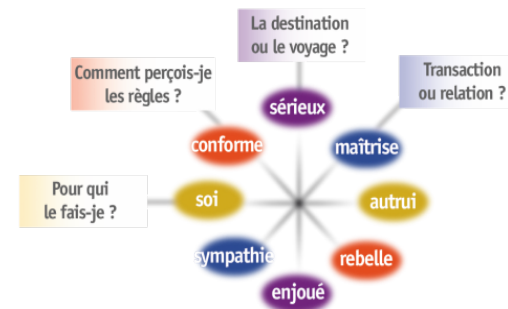 La destination
ou le voyage ?
Comment perçois-je
les règles ?
Transaction
ou relation ?
sérieux
conforme
maîtrise
Pour qui
le fais-je ?
soi
autrui
sympathie
rebelle
enjoué